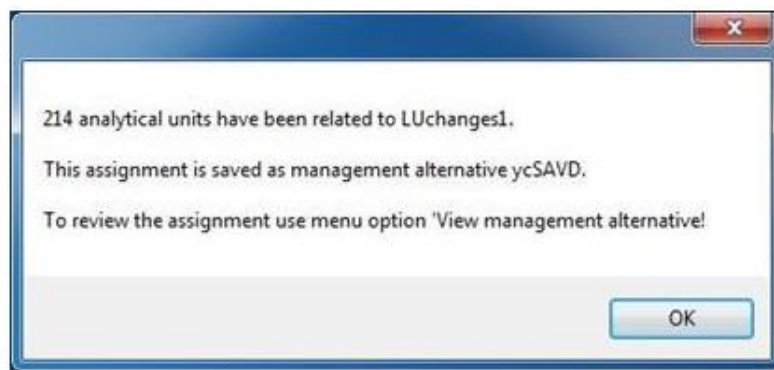 214 analytical units have been related to LUchanges1.
This assignment is saved as management alternative ycSAVD.
To review the assignment use menu option 'View management alternative!
OK